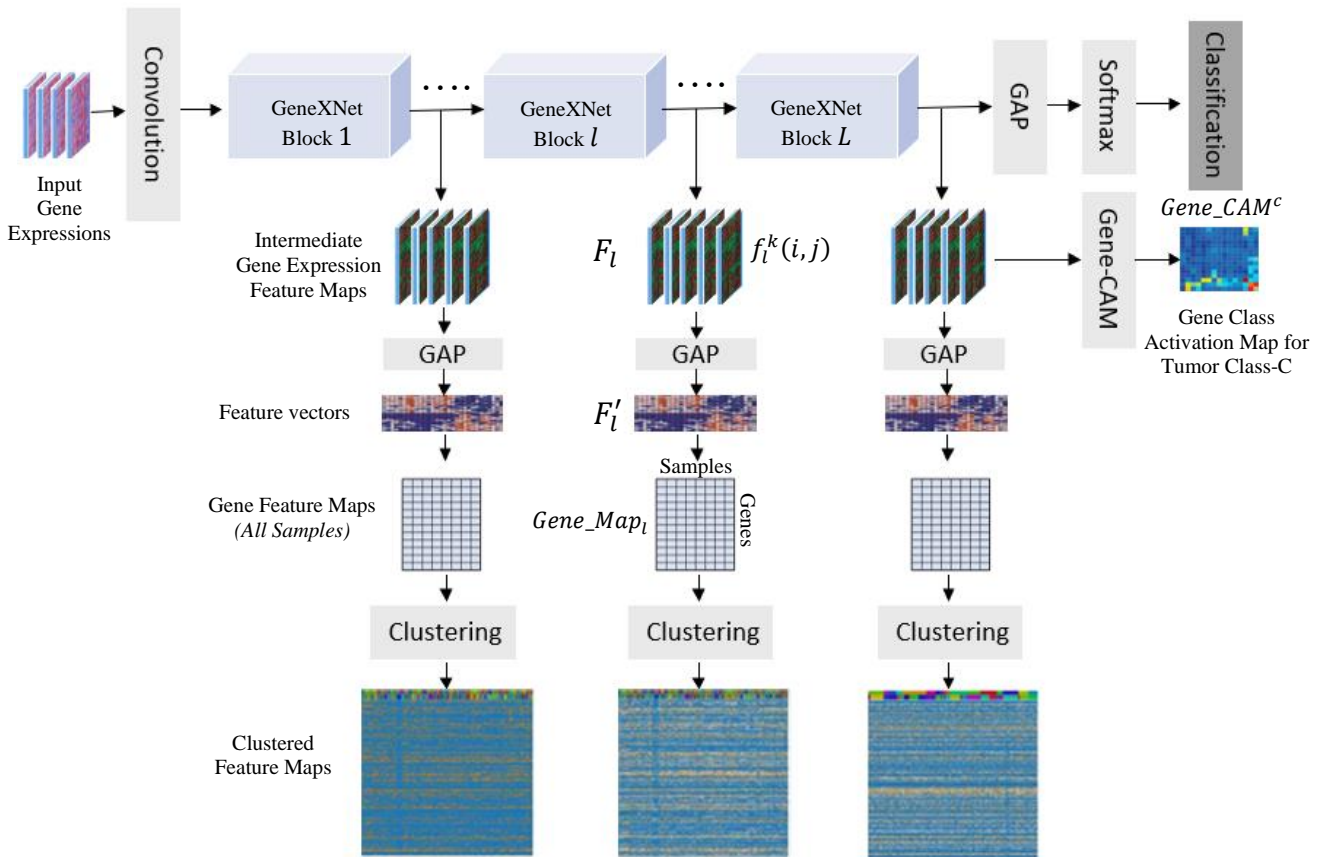 Input
Gene
Expressions
Convolution
GeneXNet
Block 1
....
GeneXNet
Block l
....
GeneXNet
Block L
GAP
Softmax
Classification
Intermediate
Gene Expression
Feature Maps
F_l
f_l^k(i,j)
Gene-CAM
Gene_CAM^c
Gene Class
Activation Map for
Tumor Class-C
GAP
GAP
GAP
Feature vectors
F_l′
Gene Feature Maps
(All Samples)
Samples
Genes
Gene_Map_l
Clustering
Clustering
Clustering
Clustered
Feature Maps